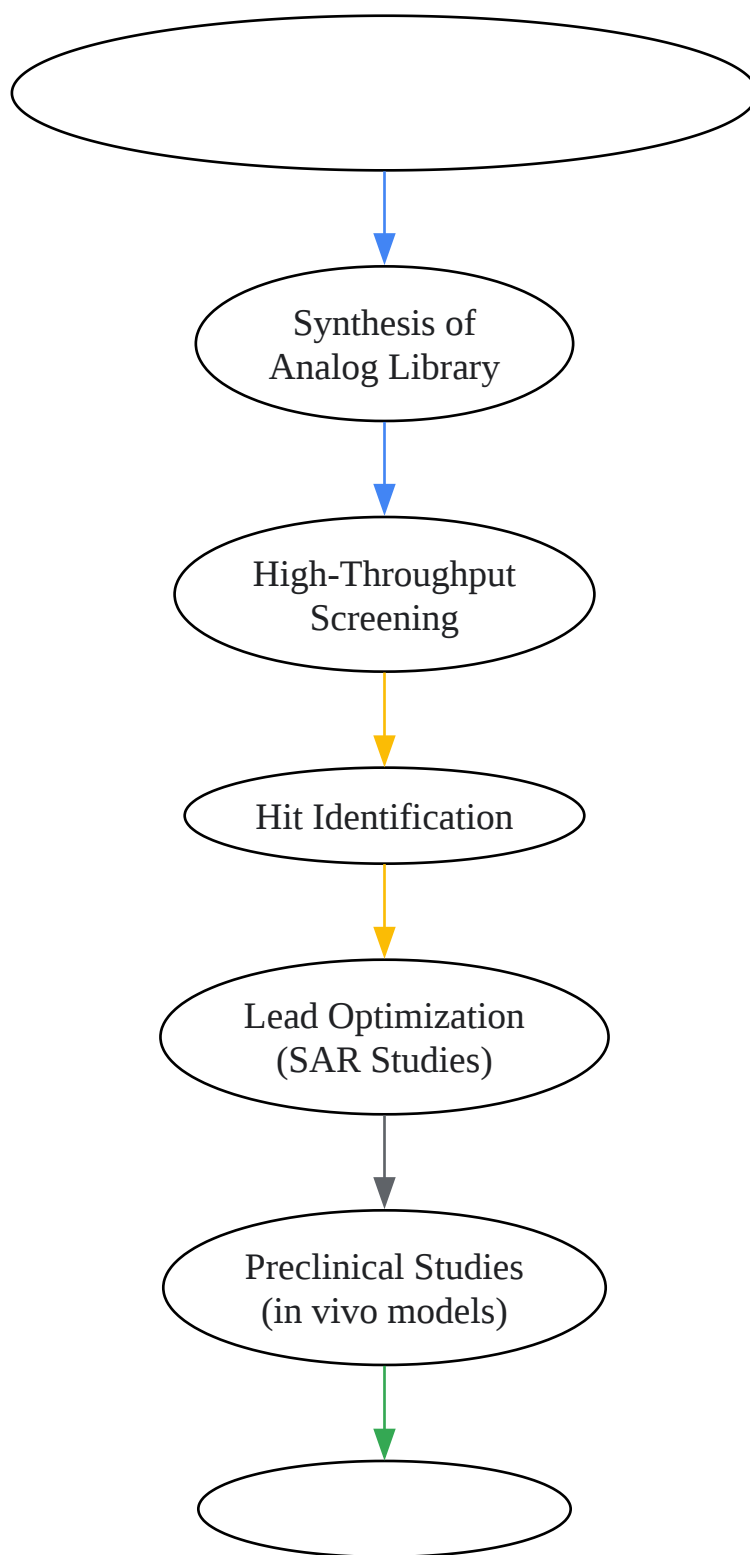 Synthesis of
Analog Library
High-Throughput
Screening
Hit Identification
Lead Optimization
(SAR Studies)
Preclinical Studies
(in vivo models)